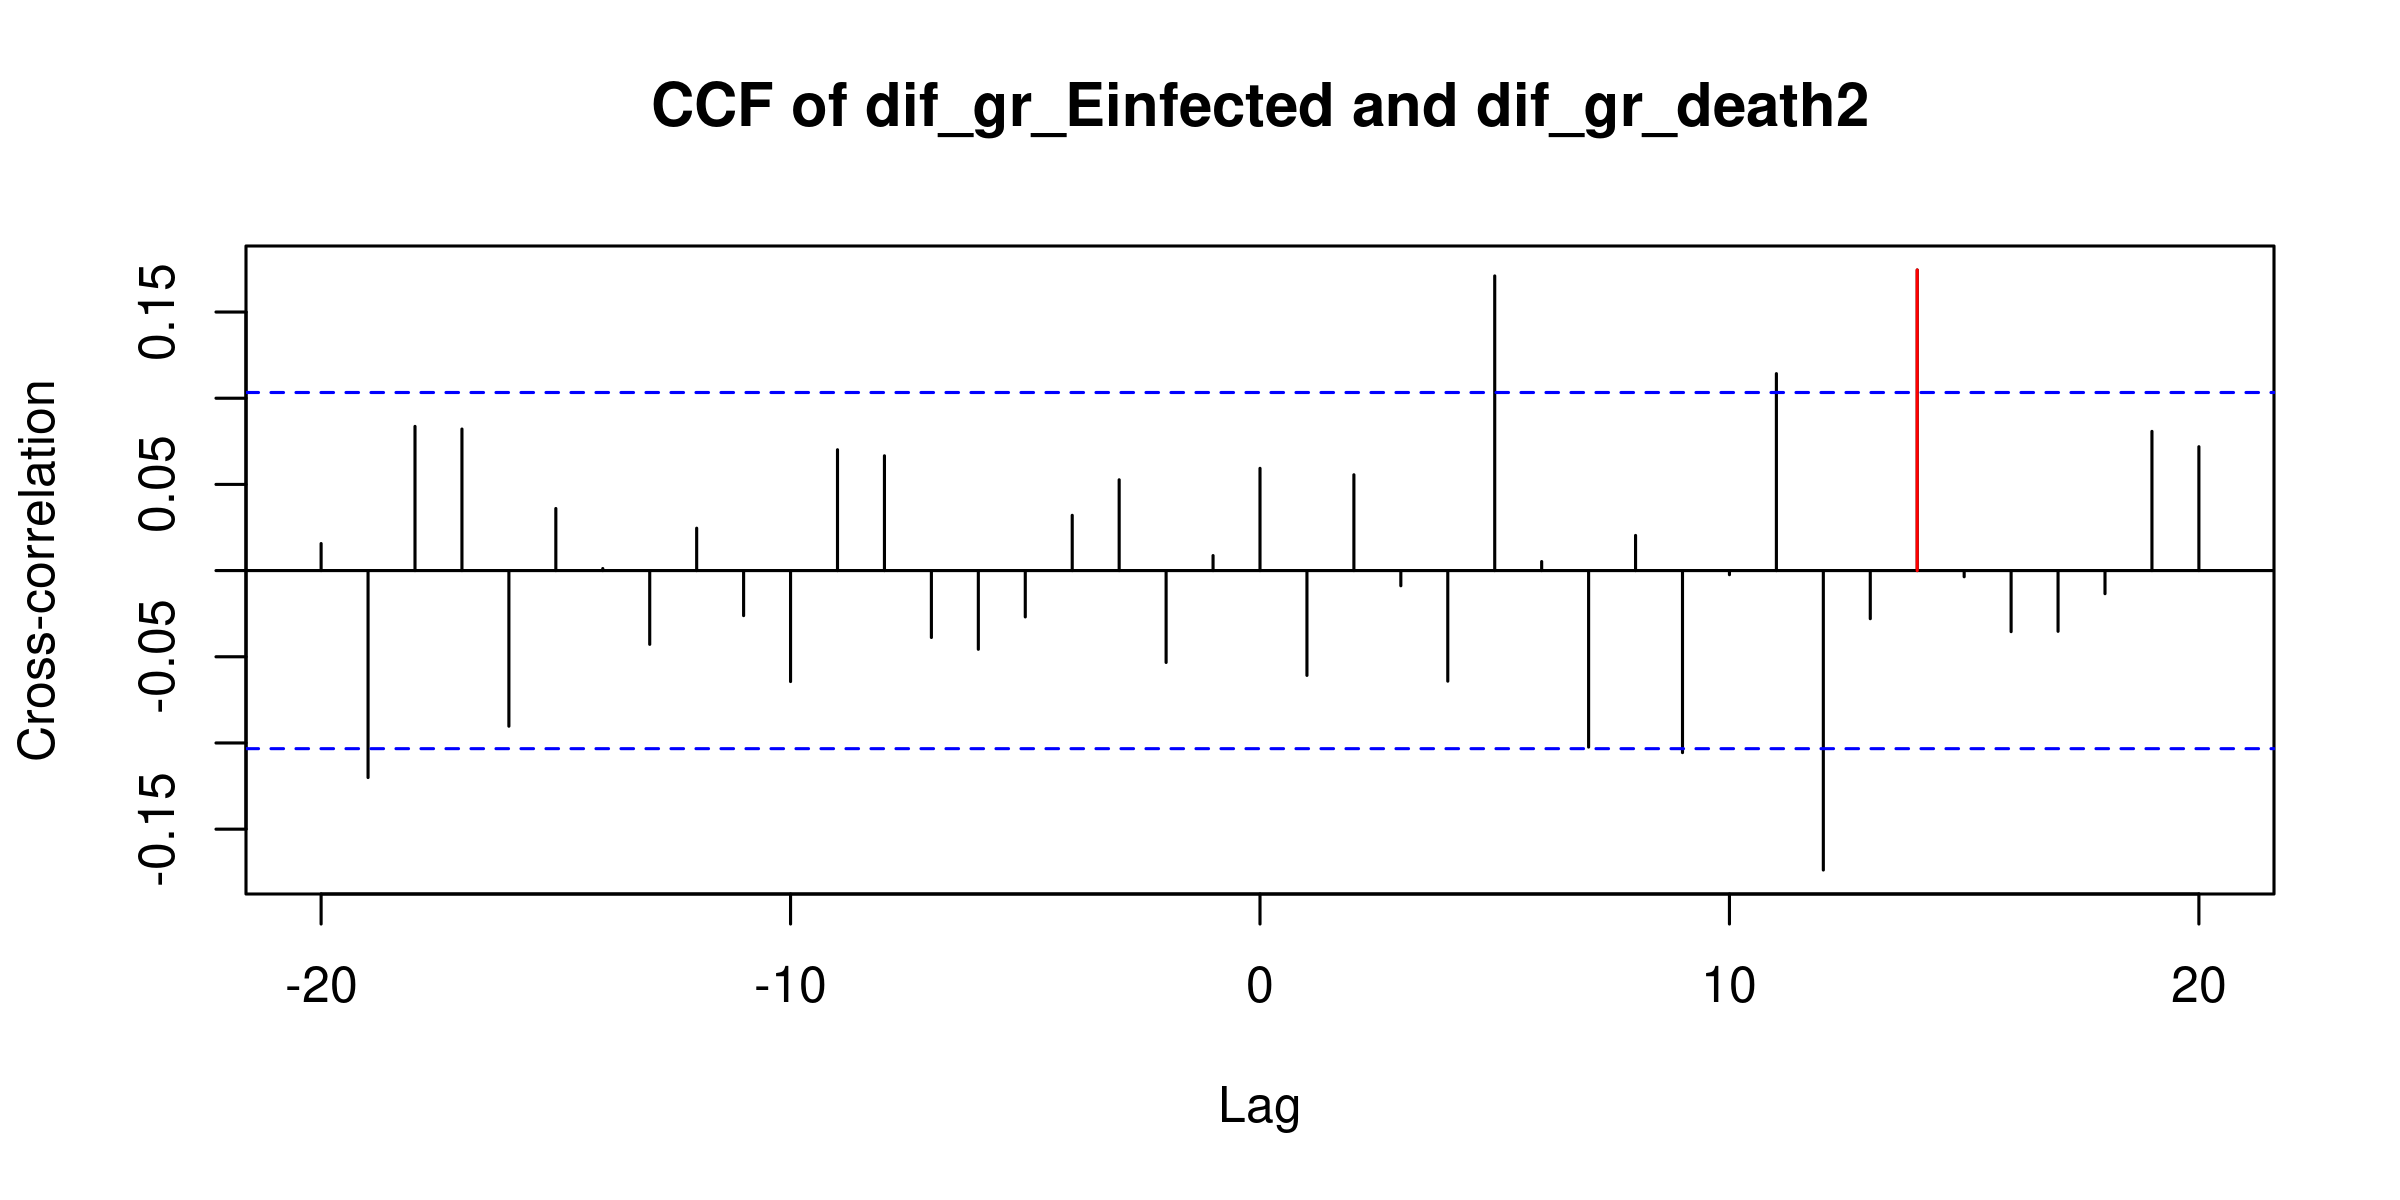 CCF of dif_gr_Einfected and dif_gr_death2
Cross-correlation
0.15
0.05
-0.05
-0.15
-20 -10 0 10 20
Lag